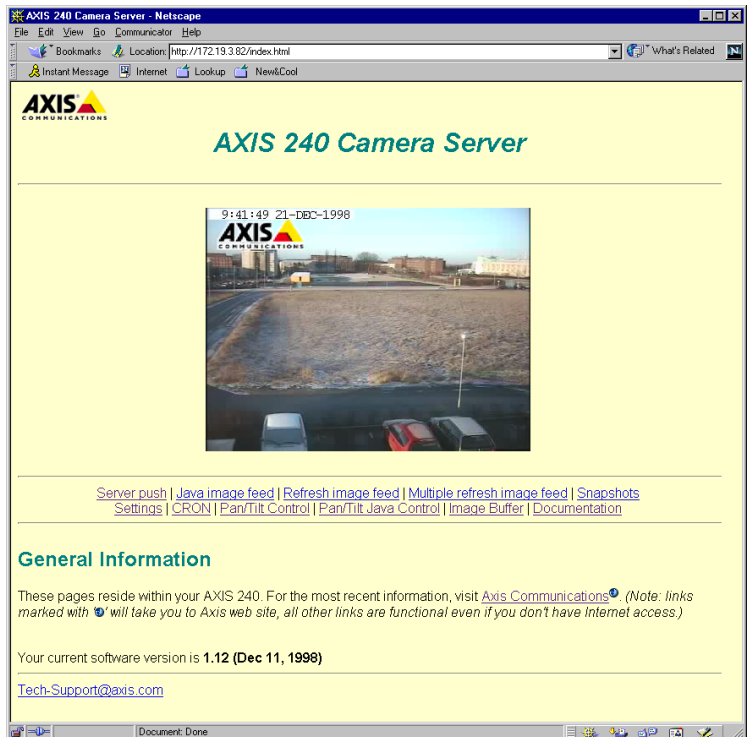 AXIS 240 Camera Server - Netscape
File Edit View Go Communicator Help
Bookmarks Location: http://172.19.3.82/index.html What's Related N
Instant Message Internet Lookup New&Cool
AXIS
COMMUNICATIONS
AXIS 240 Camera Server
9:41:49 21-DEC-1998
AXIS
COMMUNICATIONS
Server push | Java image feed | Refresh image feed | Multiple refresh image feed | Snapshots
Settings | CRON | Pan/Tilt Control | Pan/Tilt Java Control | Image Buffer | Documentation
General Information
These pages reside within your AXIS 240. For the most recent information, visit Axis Communications. (Note: links
marked with '' will take you to Axis web site, all other links are functional even if you don't have Internet access.)
Your current software version is 1.12 (Dec 11, 1998)
Tech-Support@axis.com
Document: Done